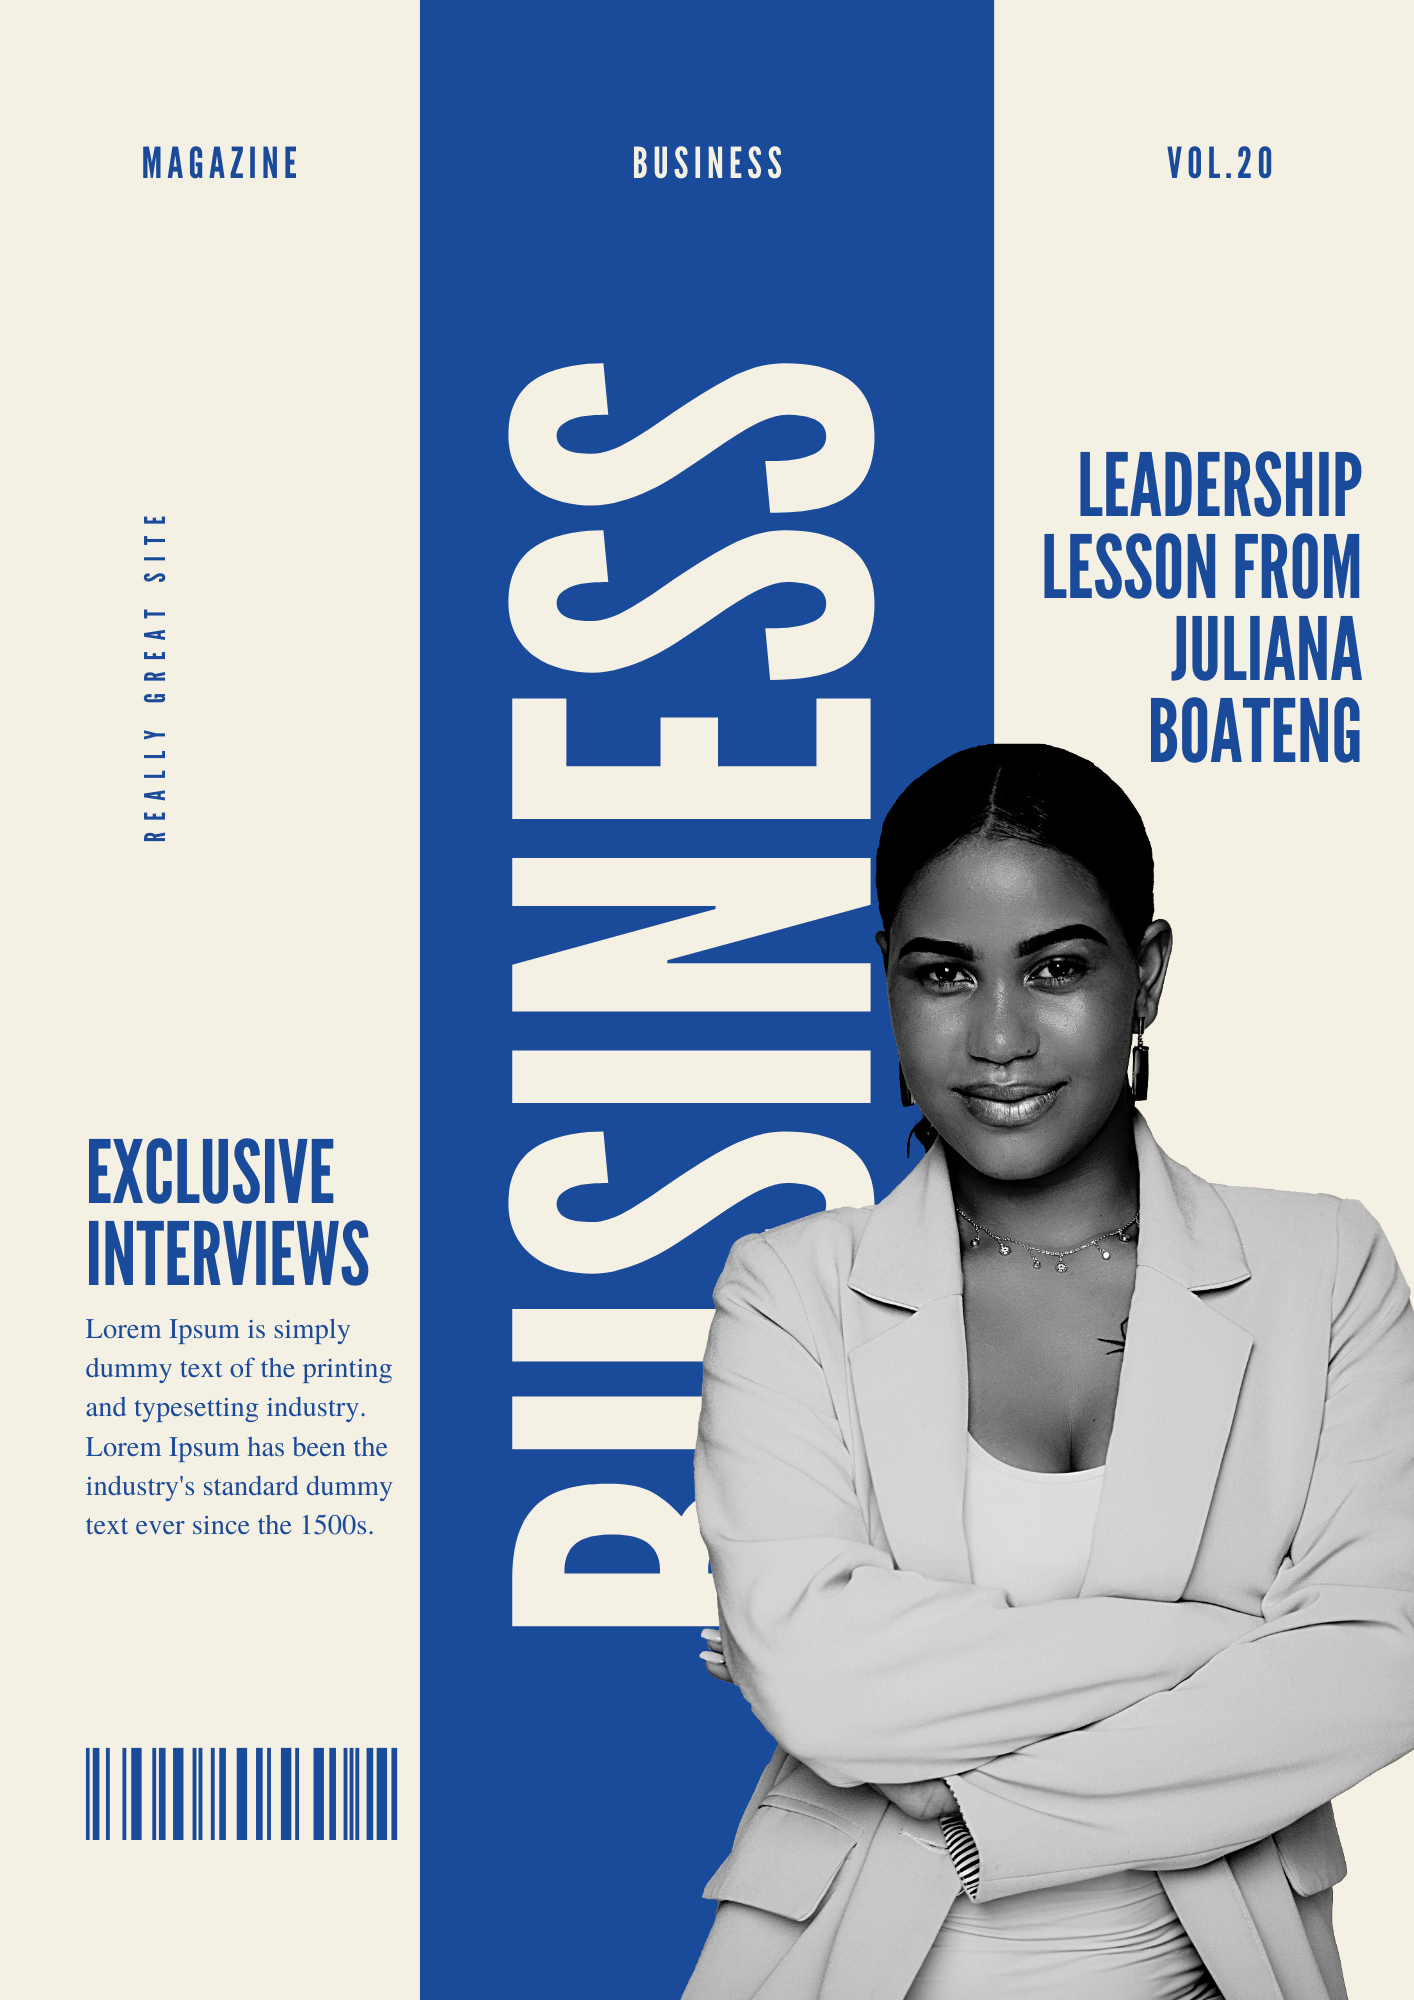 MAGAZINE
BUSINESS
VOL.20
BUSINESS
REALLY GREAT SITE
LEADERSHIP
LESSON FROM
JULIANA
BOATENG
EXCLUSIVE
INTERVIEWS
Lorem Ipsum is simply
dummy text of the printing
and typesetting industry.
Lorem Ipsum has been the
industry's standard dummy
text ever since the 1500s.